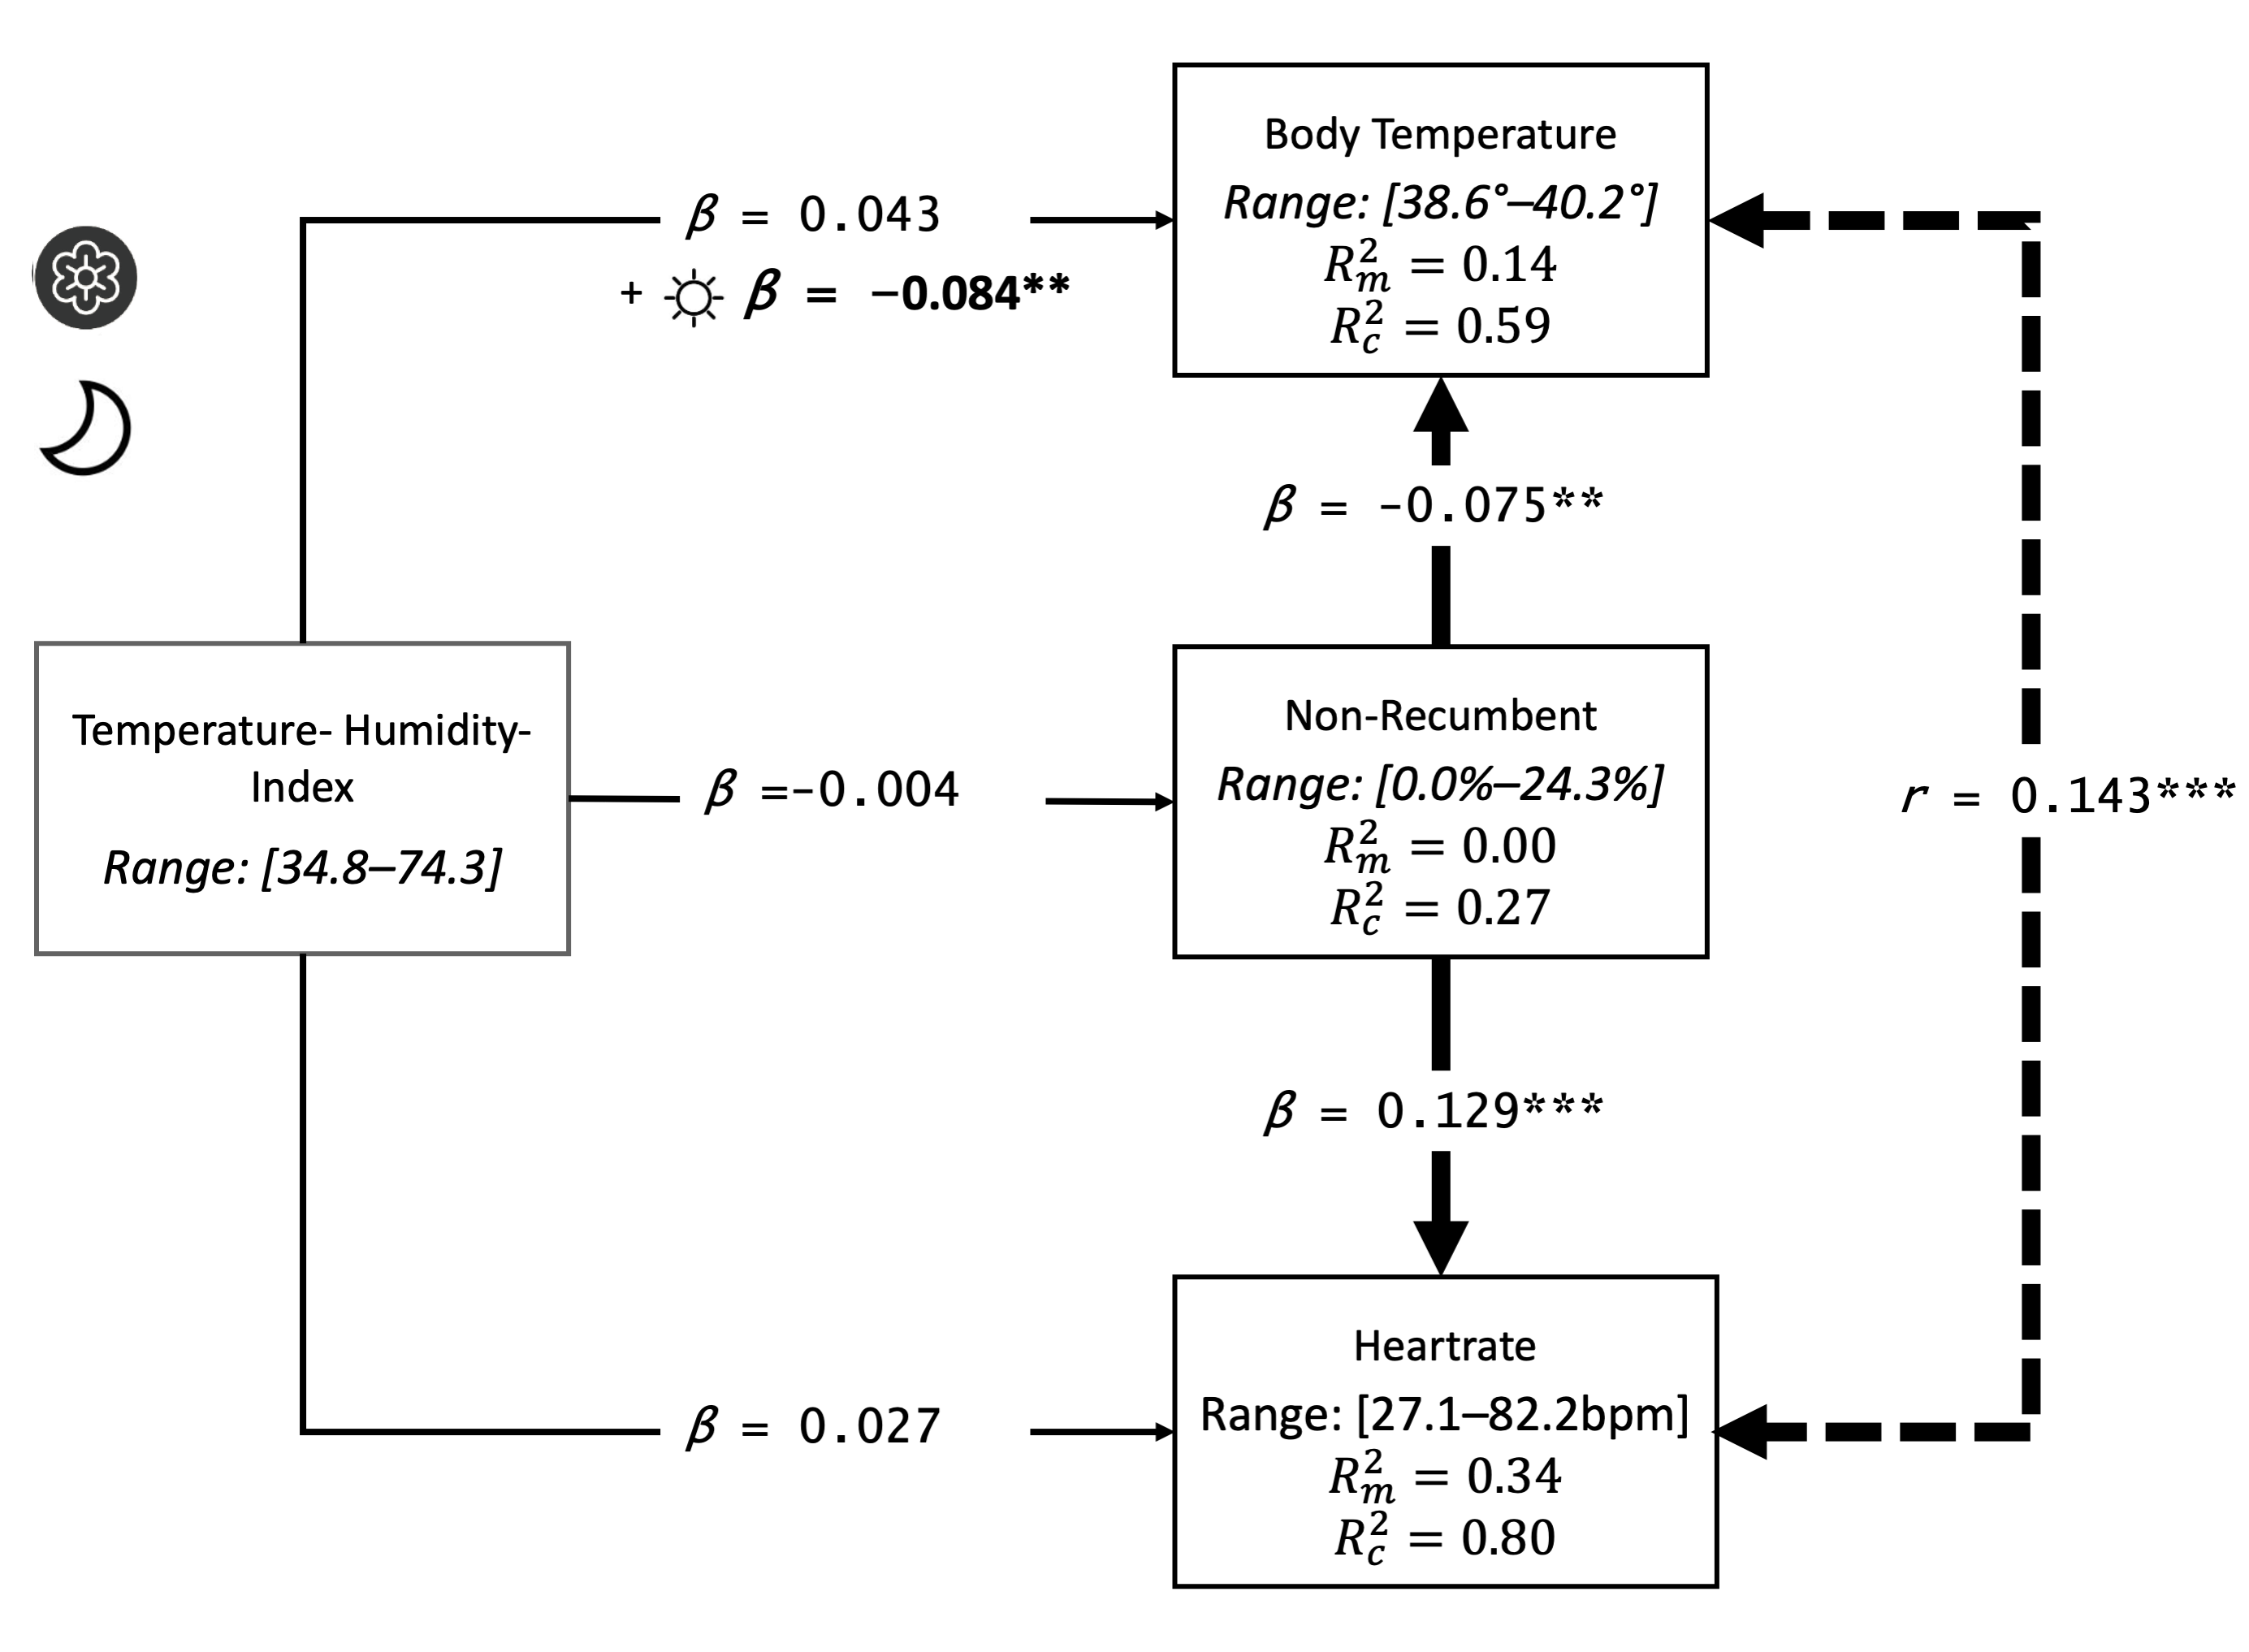 Body Temperature
Range: [38.6°–40.2°]
R²m = 0.14
R²c = 0.59
β = 0.043
+ β = –0.084**
β = -0.075**
Temperature- Humidity-
Index
Range: [34.8–74.3]
β =-0.004
Non-Recumbent
Range: [0.0%–24.3%]
R²m = 0.00
R²c = 0.27
r = 0.143***
β = 0.129***
β = 0.027
Heartrate
Range: [27.1–82.2bpm]
R²m = 0.34
R²c = 0.80